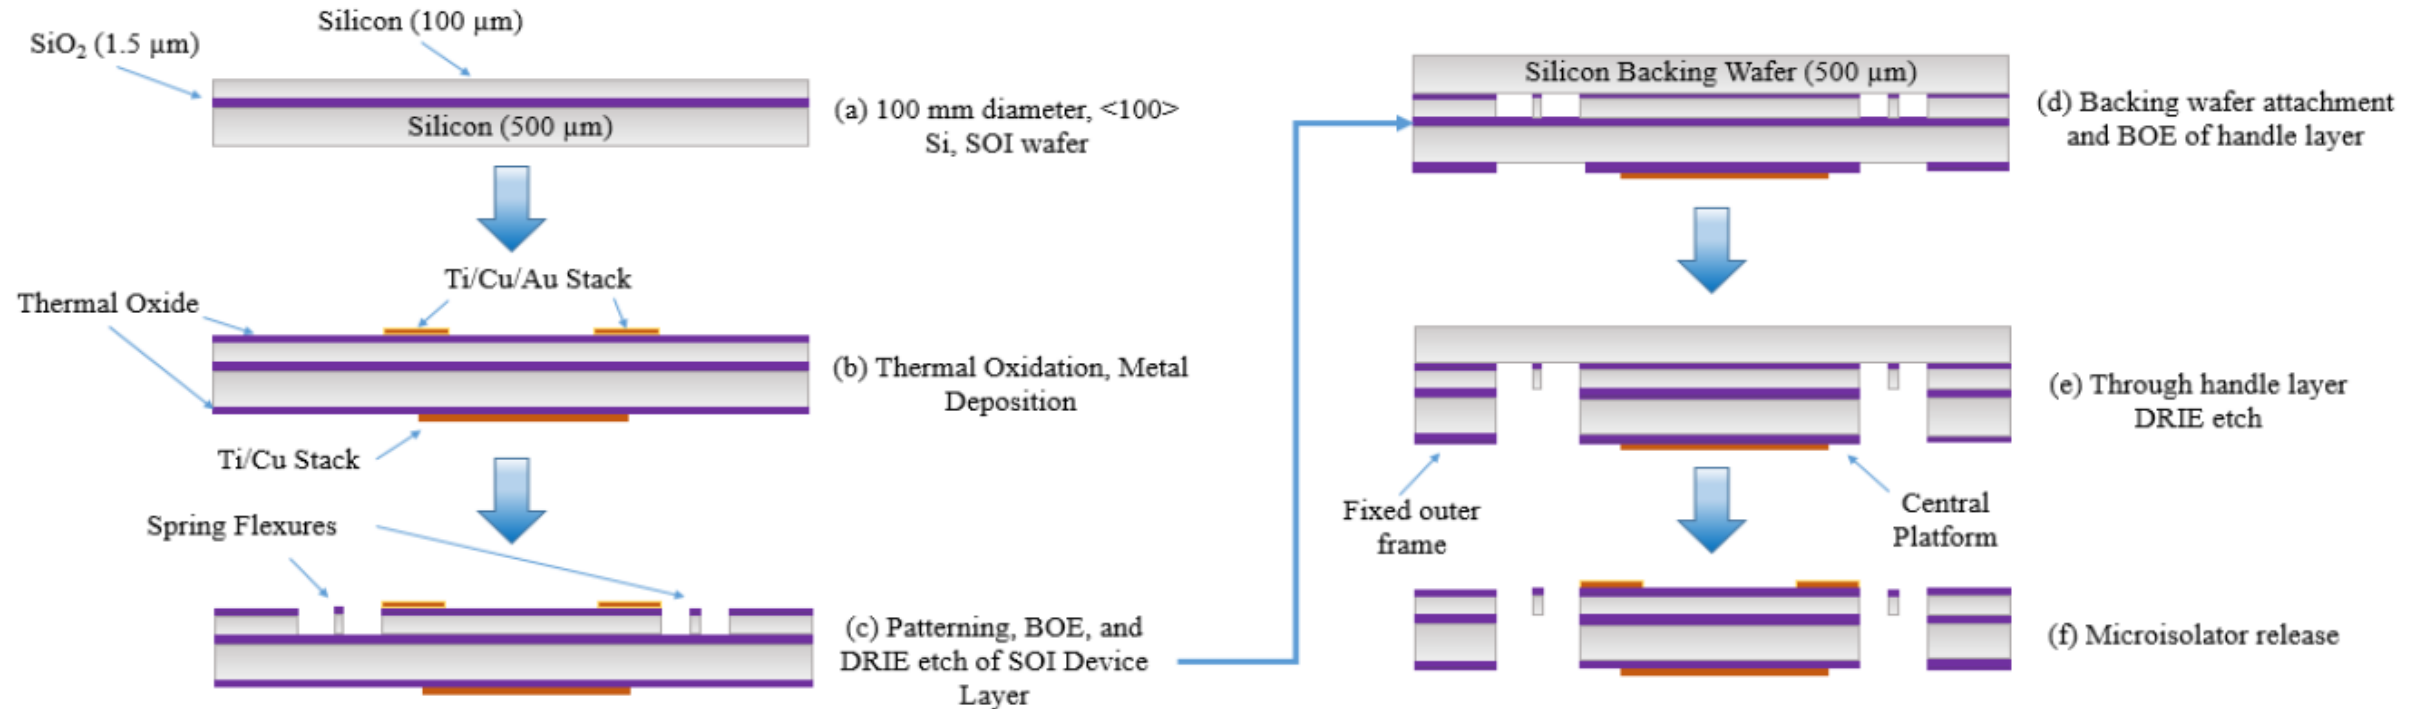 Silicon (100 μm)
SiO₂ (1.5 μm)
Silicon (500 μm)
(a) 100 mm diameter, <100>
Si, SOI wafer
Ti/Cu/Au Stack
Thermal Oxide
(b) Thermal Oxidation, Metal
Deposition
Ti/Cu Stack
Spring Flexures
(c) Patterning, BOE, and
DRIE etch of SOI Device
Layer
Silicon Backing Wafer (500 μm)
(d) Backing wafer attachment
and BOE of handle layer
(e) Through handle layer
DRIE etch
Fixed outer
frame
Central
Platform
(f) Microisolator release